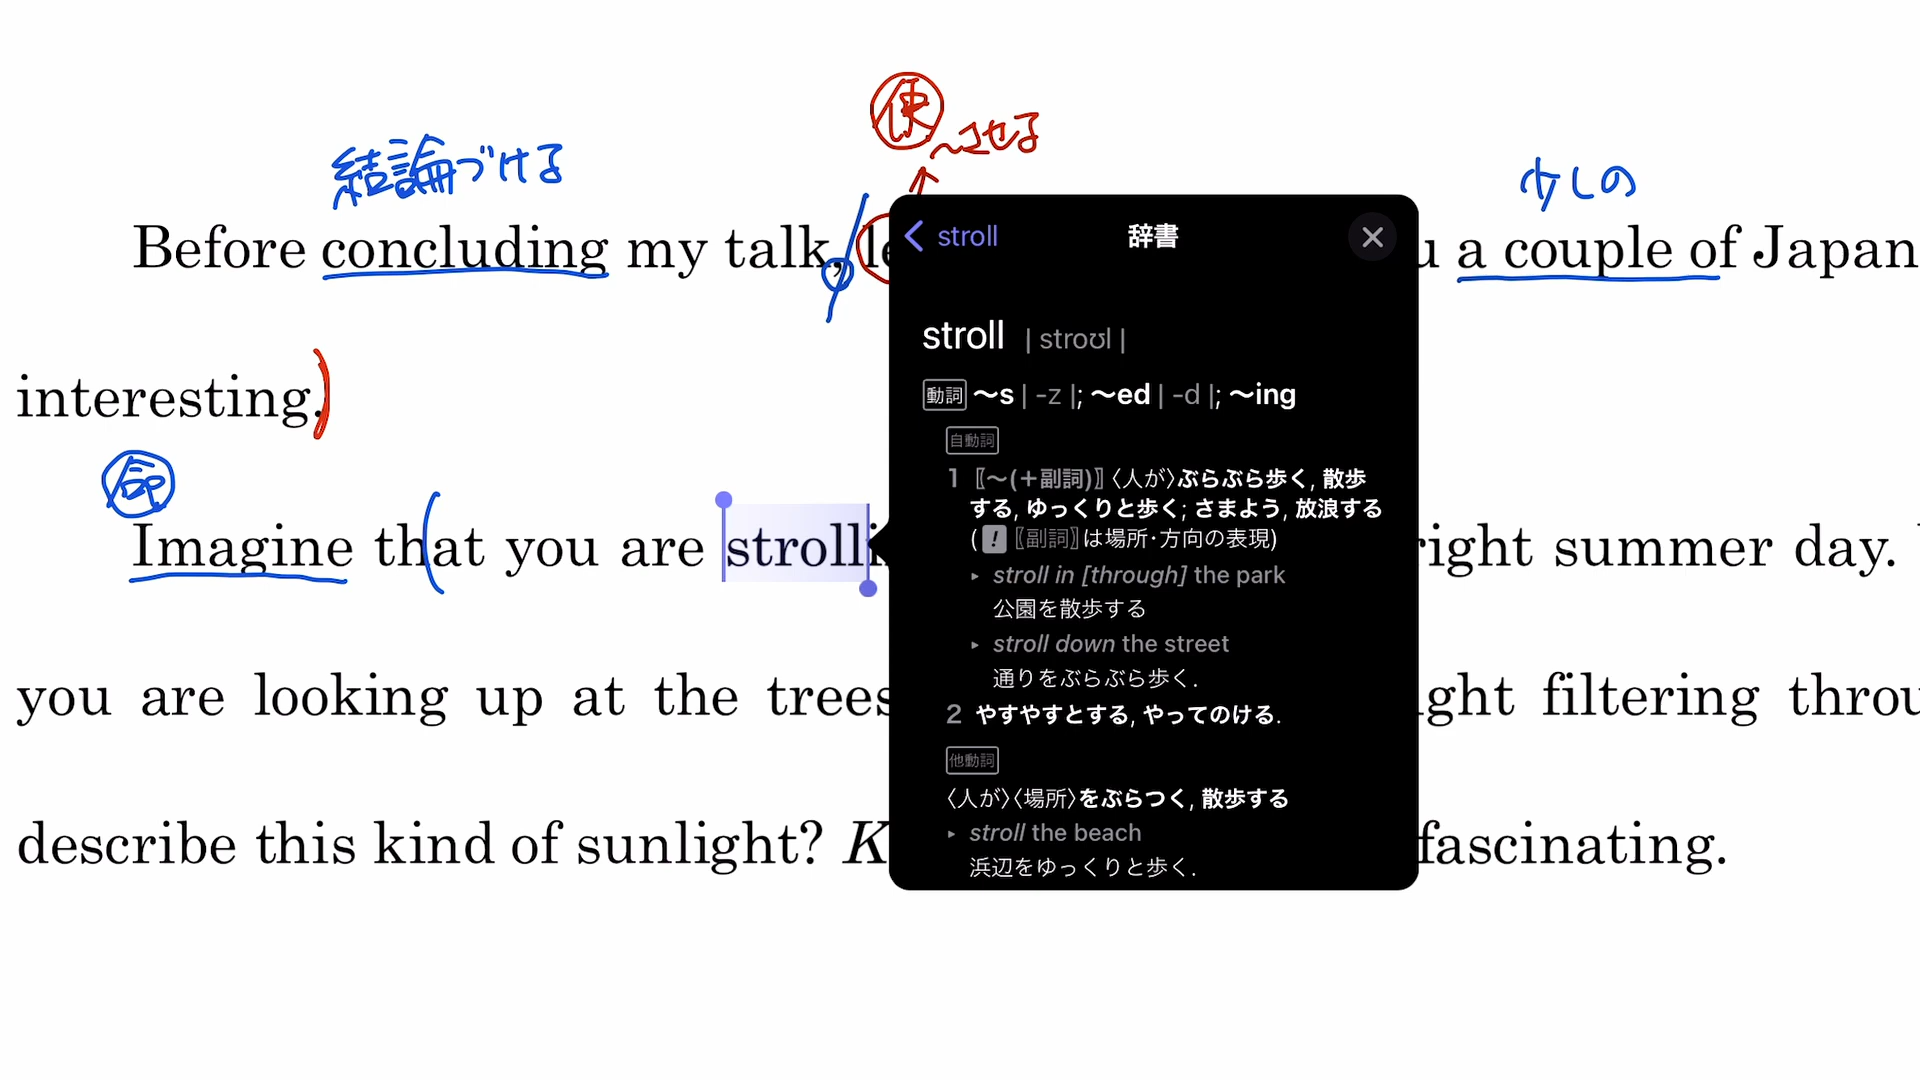 使
〜させる
結論づける
少しの
Before concluding my talk, le
u a couple of Japan
interesting.)
命
Imagine that you are strolli
right summer day.
you are looking up at the trees
ght filtering throu
describe this kind of sunlight? K
fascinating.
stroll
辞書
stroll | stroʊl |
動詞 〜s | -z |; 〜ed | -d |; 〜ing
自動詞
1 〖〜(+副詞)〗〈人が〉ぶらぶら歩く, 散歩
する, ゆっくりと歩く; さまよう, 放浪する
( ! 〖副詞〗は場所･方向の表現)
▸ stroll in [through] the park
公園を散歩する
▸ stroll down the street
通りをぶらぶら歩く.
2 やすやすとする, やってのける.
他動詞
〈人が〉〈場所〉をぶらつく, 散歩する
▸ stroll the beach
浜辺をゆっくりと歩く.